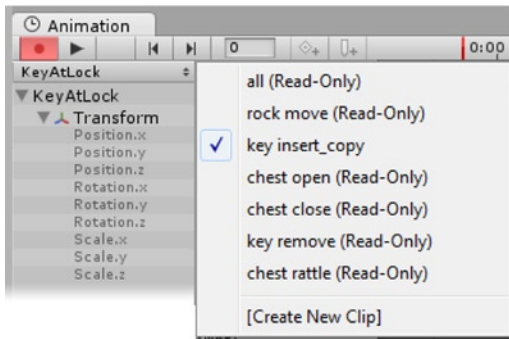 Animation
0
0:00
KeyAtLock
KeyAtLock
Transform
Position.x
Position.y
Position.z
Rotation.x
Rotation.y
Rotation.z
Scale.x
Scale.y
Scale.z
all (Read-Only)
rock move (Read-Only)
key insert_copy
chest open (Read-Only)
chest close (Read-Only)
key remove (Read-Only)
chest rattle (Read-Only)
[Create New Clip]